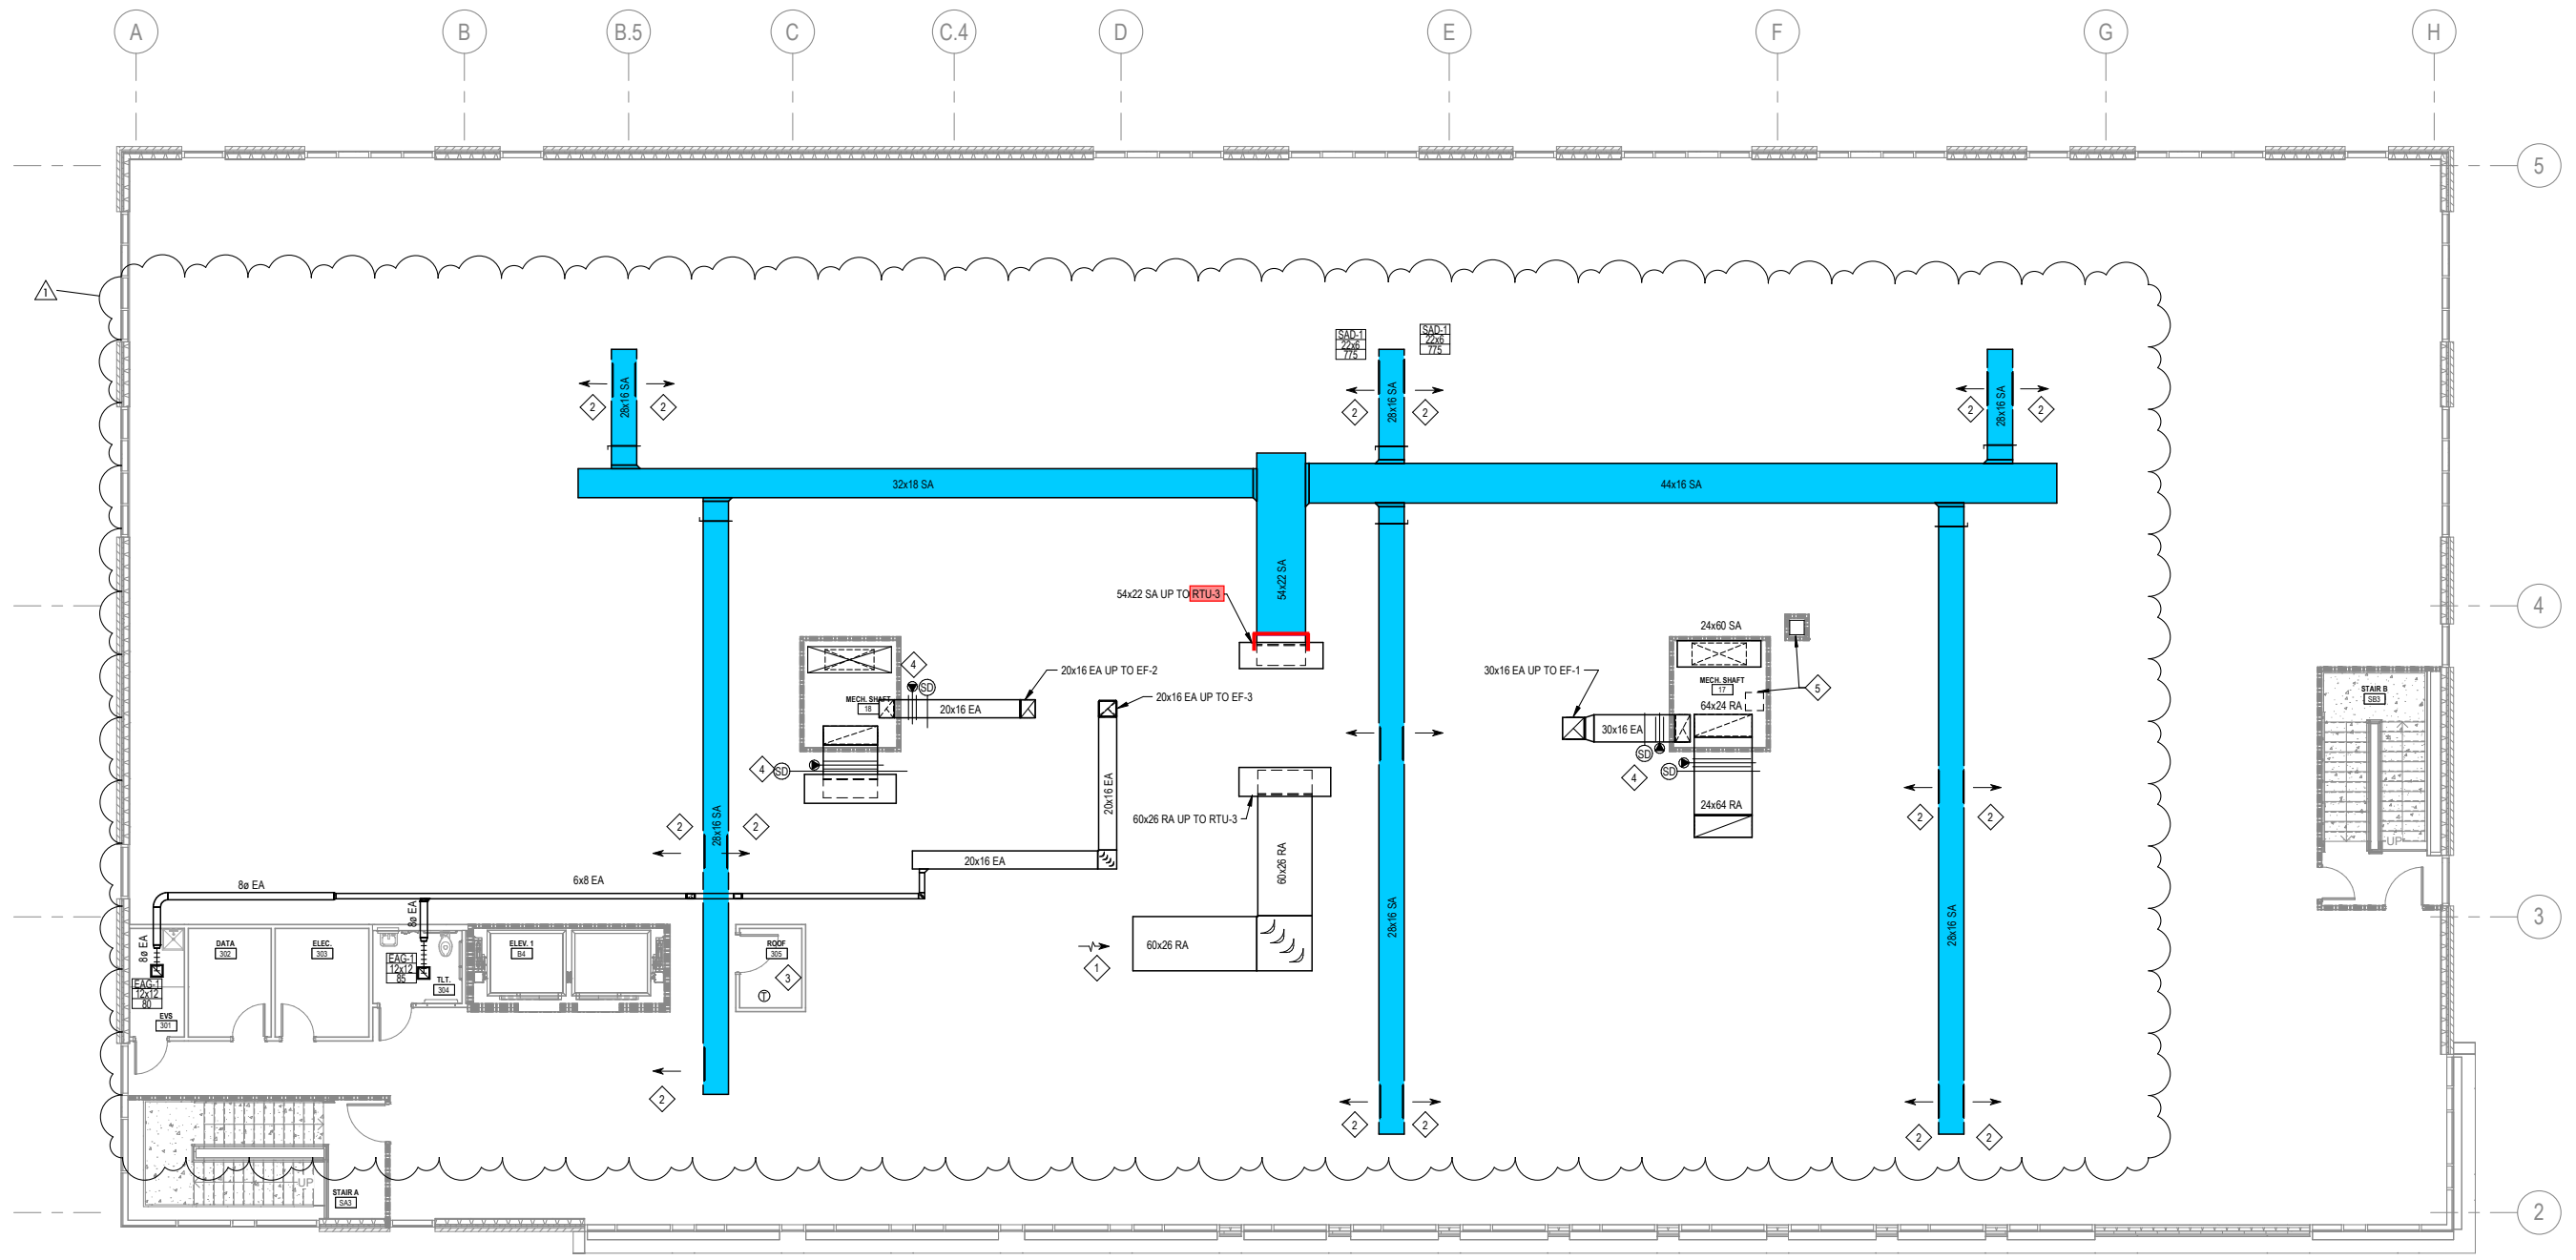 A
B
B.5
C
C.4
D
E
F
G
H
5
1
SAD-1
22x6
775
SAD-1
22x6
775
28x16 SA
2
2
28x16 SA
2
2
28x16 SA
2
2
32x18 SA
44x16 SA
54x22 SA
54x22 SA UP TO RTU-3
4
24x60 SA
4
20x16 EA UP TO EF-2
30x16 EA UP TO EF-1
MECH. SHAFT
18
SD
20x16 EA
20x16 EA UP TO EF-3
MECH. SHAFT
17
5
64x24 RA
STAIR B
SB3
30x16 EA
SD
4
SD
4
SD
24x64 RA
20x16 EA
60x26 RA UP TO RTU-3
2
2
28x16 SA
2
2
UP
20x16 EA
60x26 RA
8ø EA
6x8 EA
8ø EA
28x16 SA
28x16 SA
3
8ø EA
DATA
302
ELEC.
303
ELEV. 1
B4
ROOF
305
60x26 RA
1
EAG-1
12x12
85
TLT.
304
3
T
EAG-1
12x12
80
EVS
301
2
2
2
2
2
UP
STAIR A
SA3
2